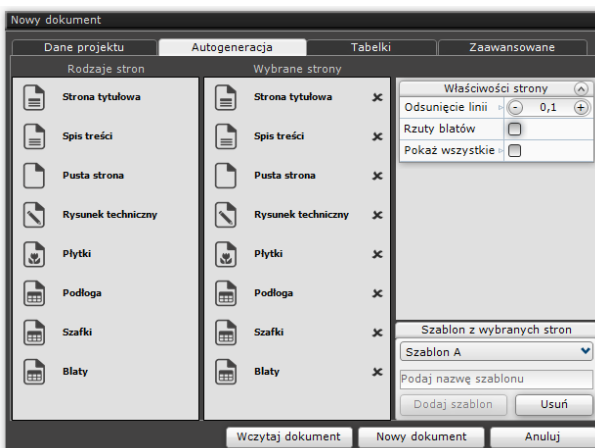 Nowy dokument
Dane projektu
Autogeneracja
Tabelki
Zaawansowane
Rodzaje stron
Strona tytułowa
Spis treści
Pusta strona
Rysunek techniczny
Płytki
Podłoga
Szafki
Blaty
Wybrane strony
Strona tytułowa
Spis treści
Pusta strona
Rysunek techniczny
Płytki
Podłoga
Szafki
Blaty
Właściwości strony
Odsunięcie linii 0,1
Rzuty blatów
Pokaż wszystkie
Szablon z wybranych stron
Szablon A
Podaj nazwę szablonu
Dodaj szablon Usuń
Wczytaj dokument Nowy dokument Anuluj